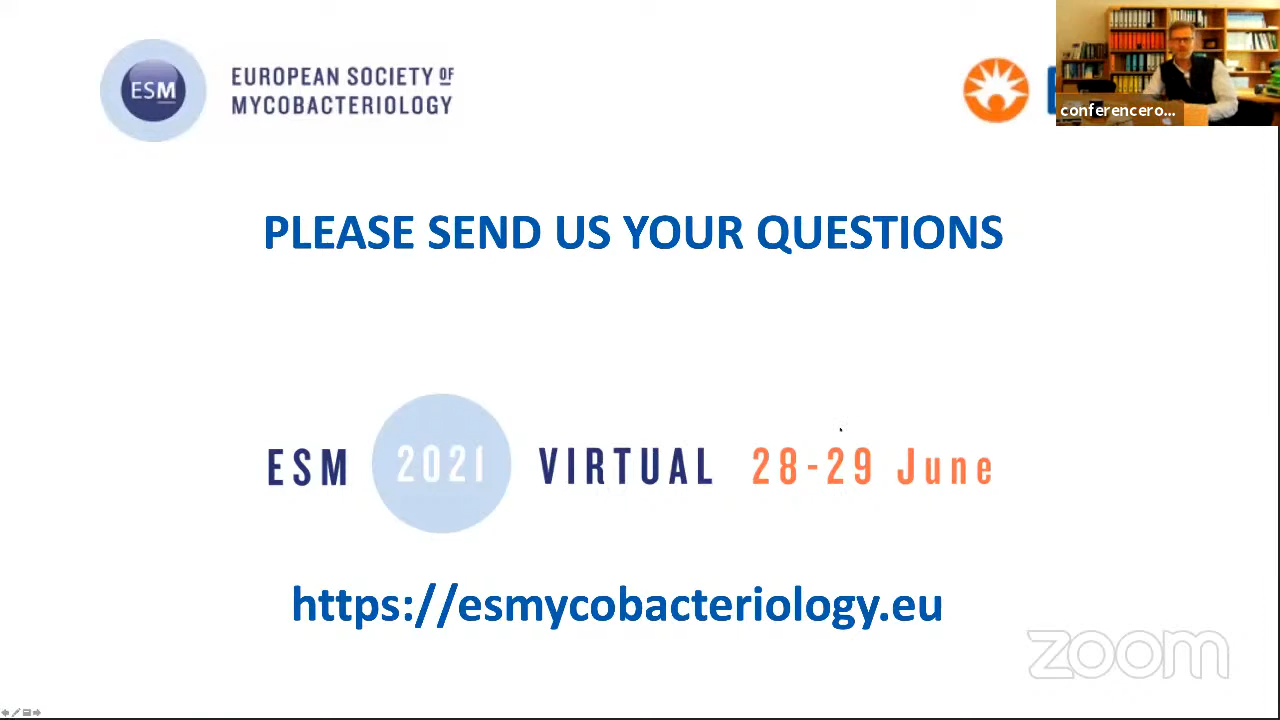 ESM
EUROPEAN SOCIETY OF
MYCOBACTERIOLOGY
conferencero...
PLEASE SEND US YOUR QUESTIONS
ESM 2021 VIRTUAL 28-29 June
https://esmycobacteriology.eu
zoom